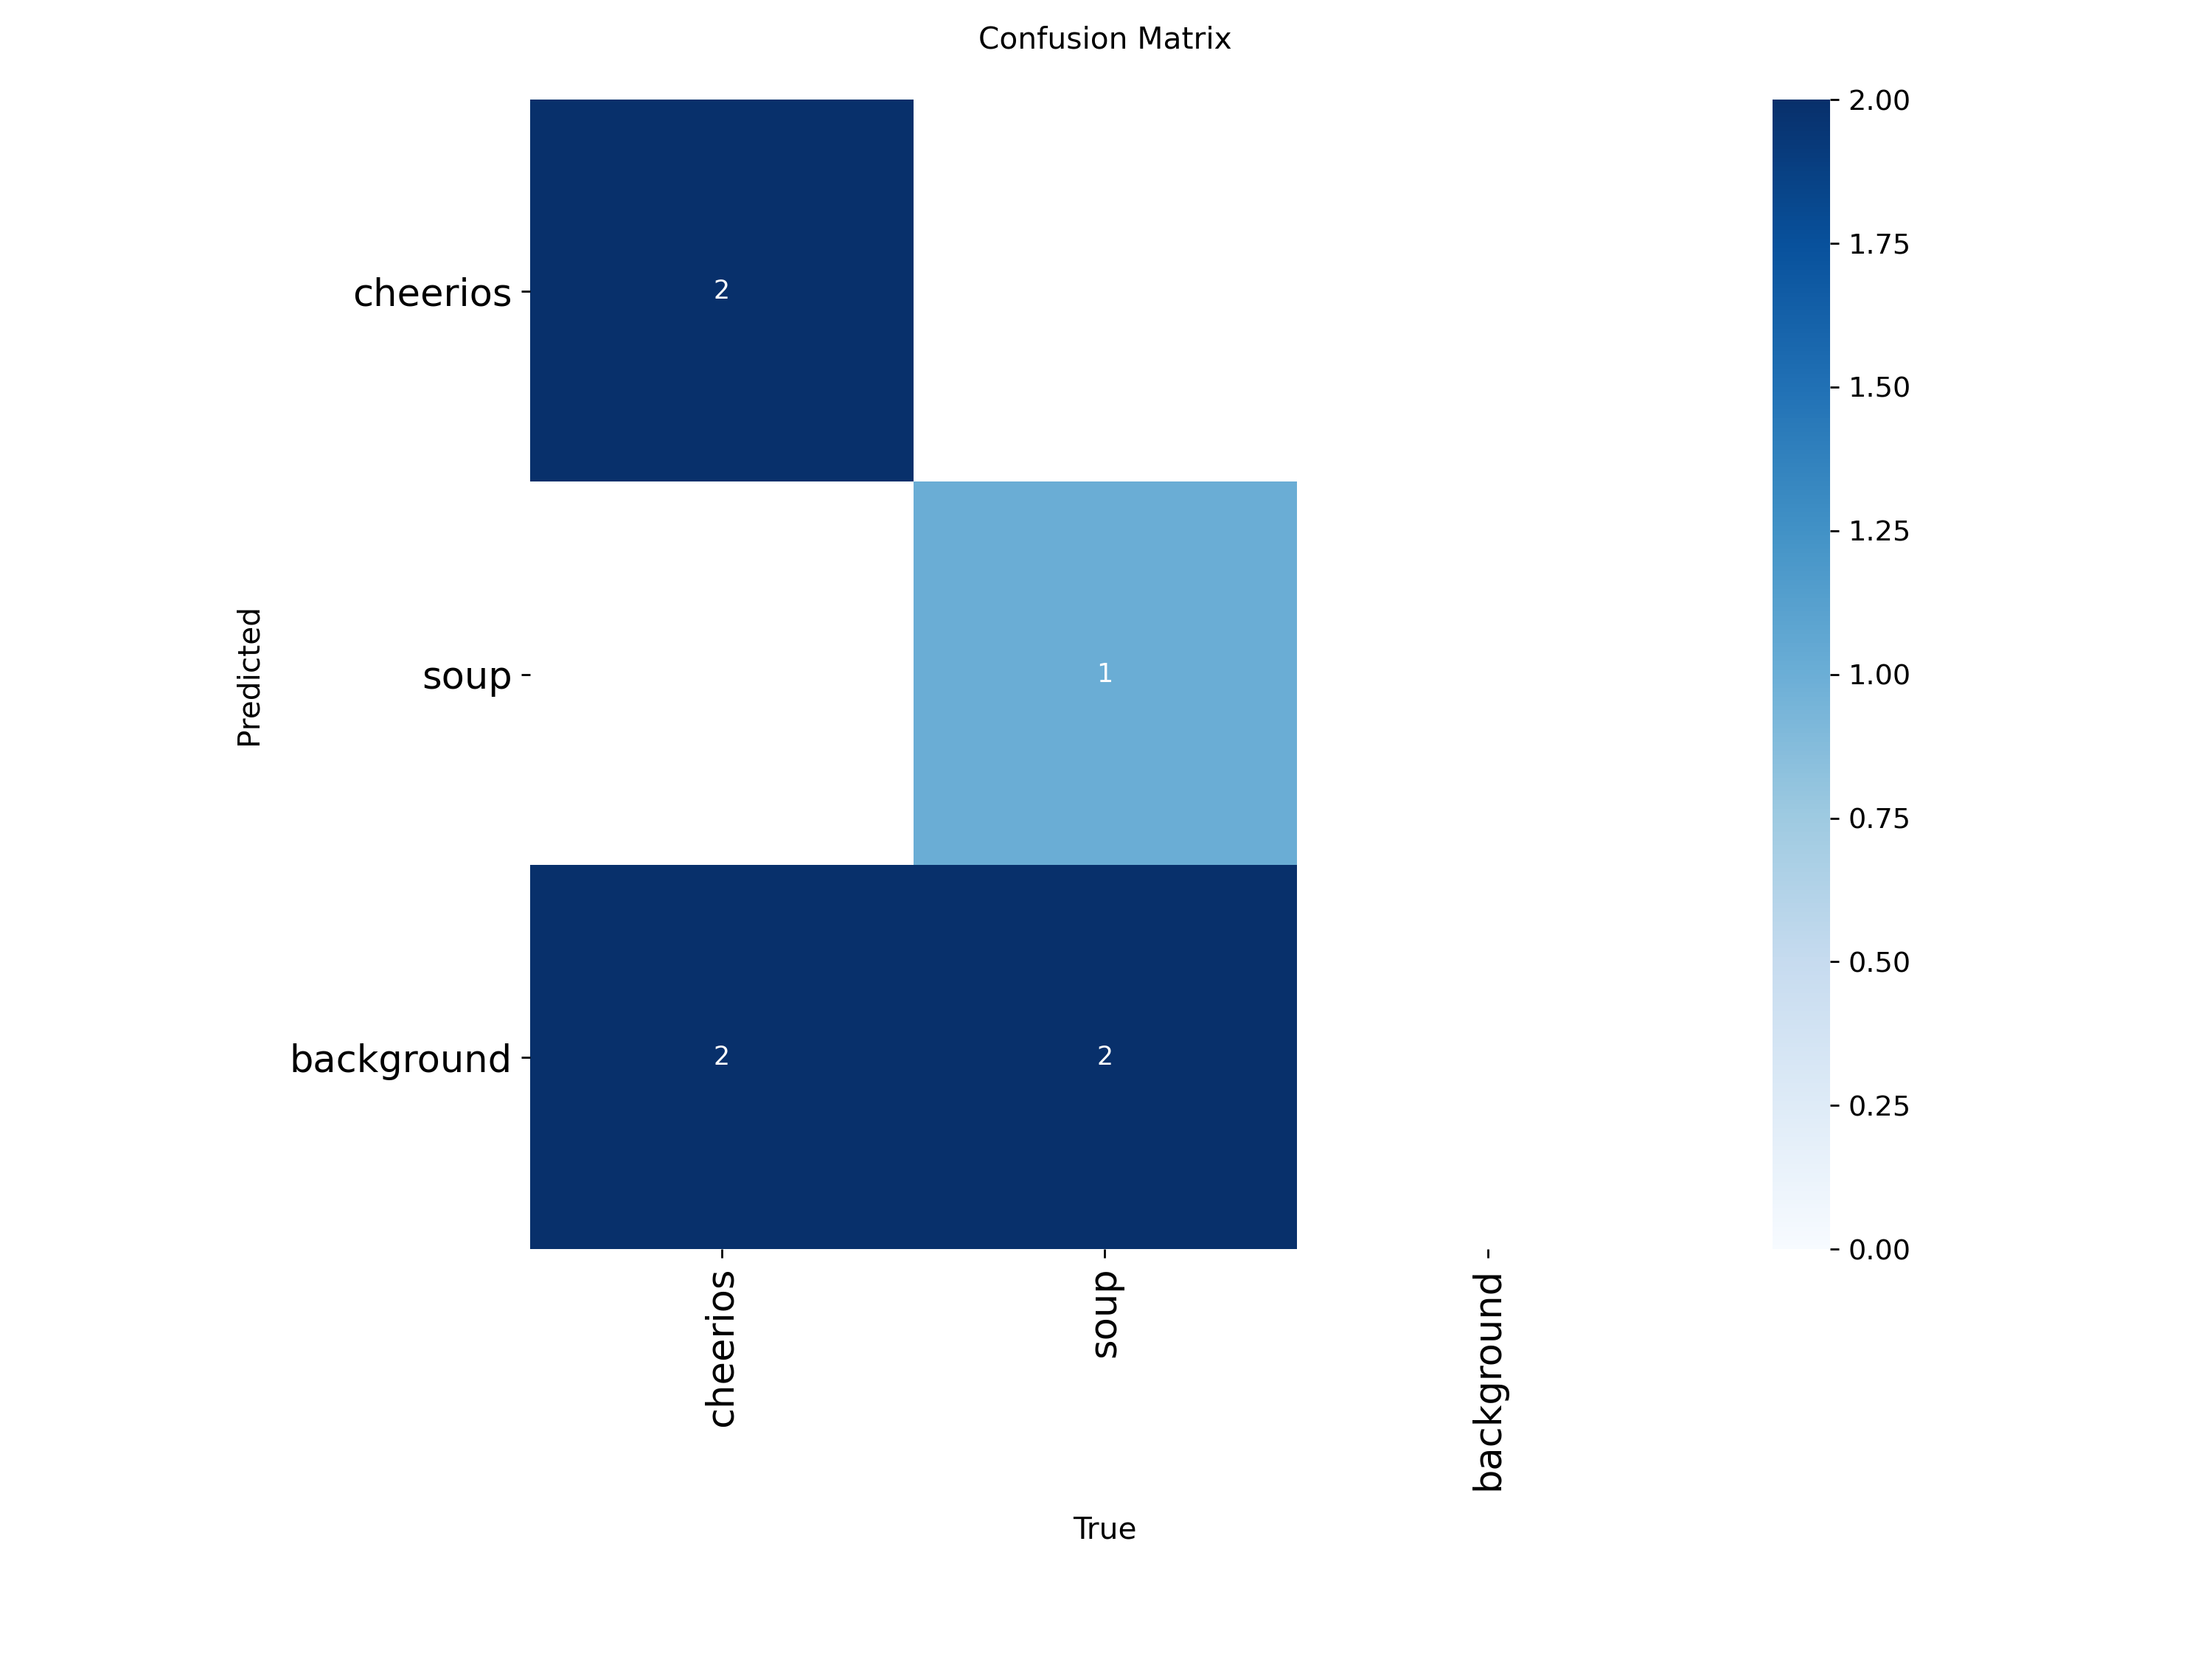 Confusion Matrix
2.00
1.75
1.50
1.25
1.00
0.75
0.50
0.25
0.00
Predicted
cheerios
soup
background
2
1
2 2
cheerios
soup
background
True